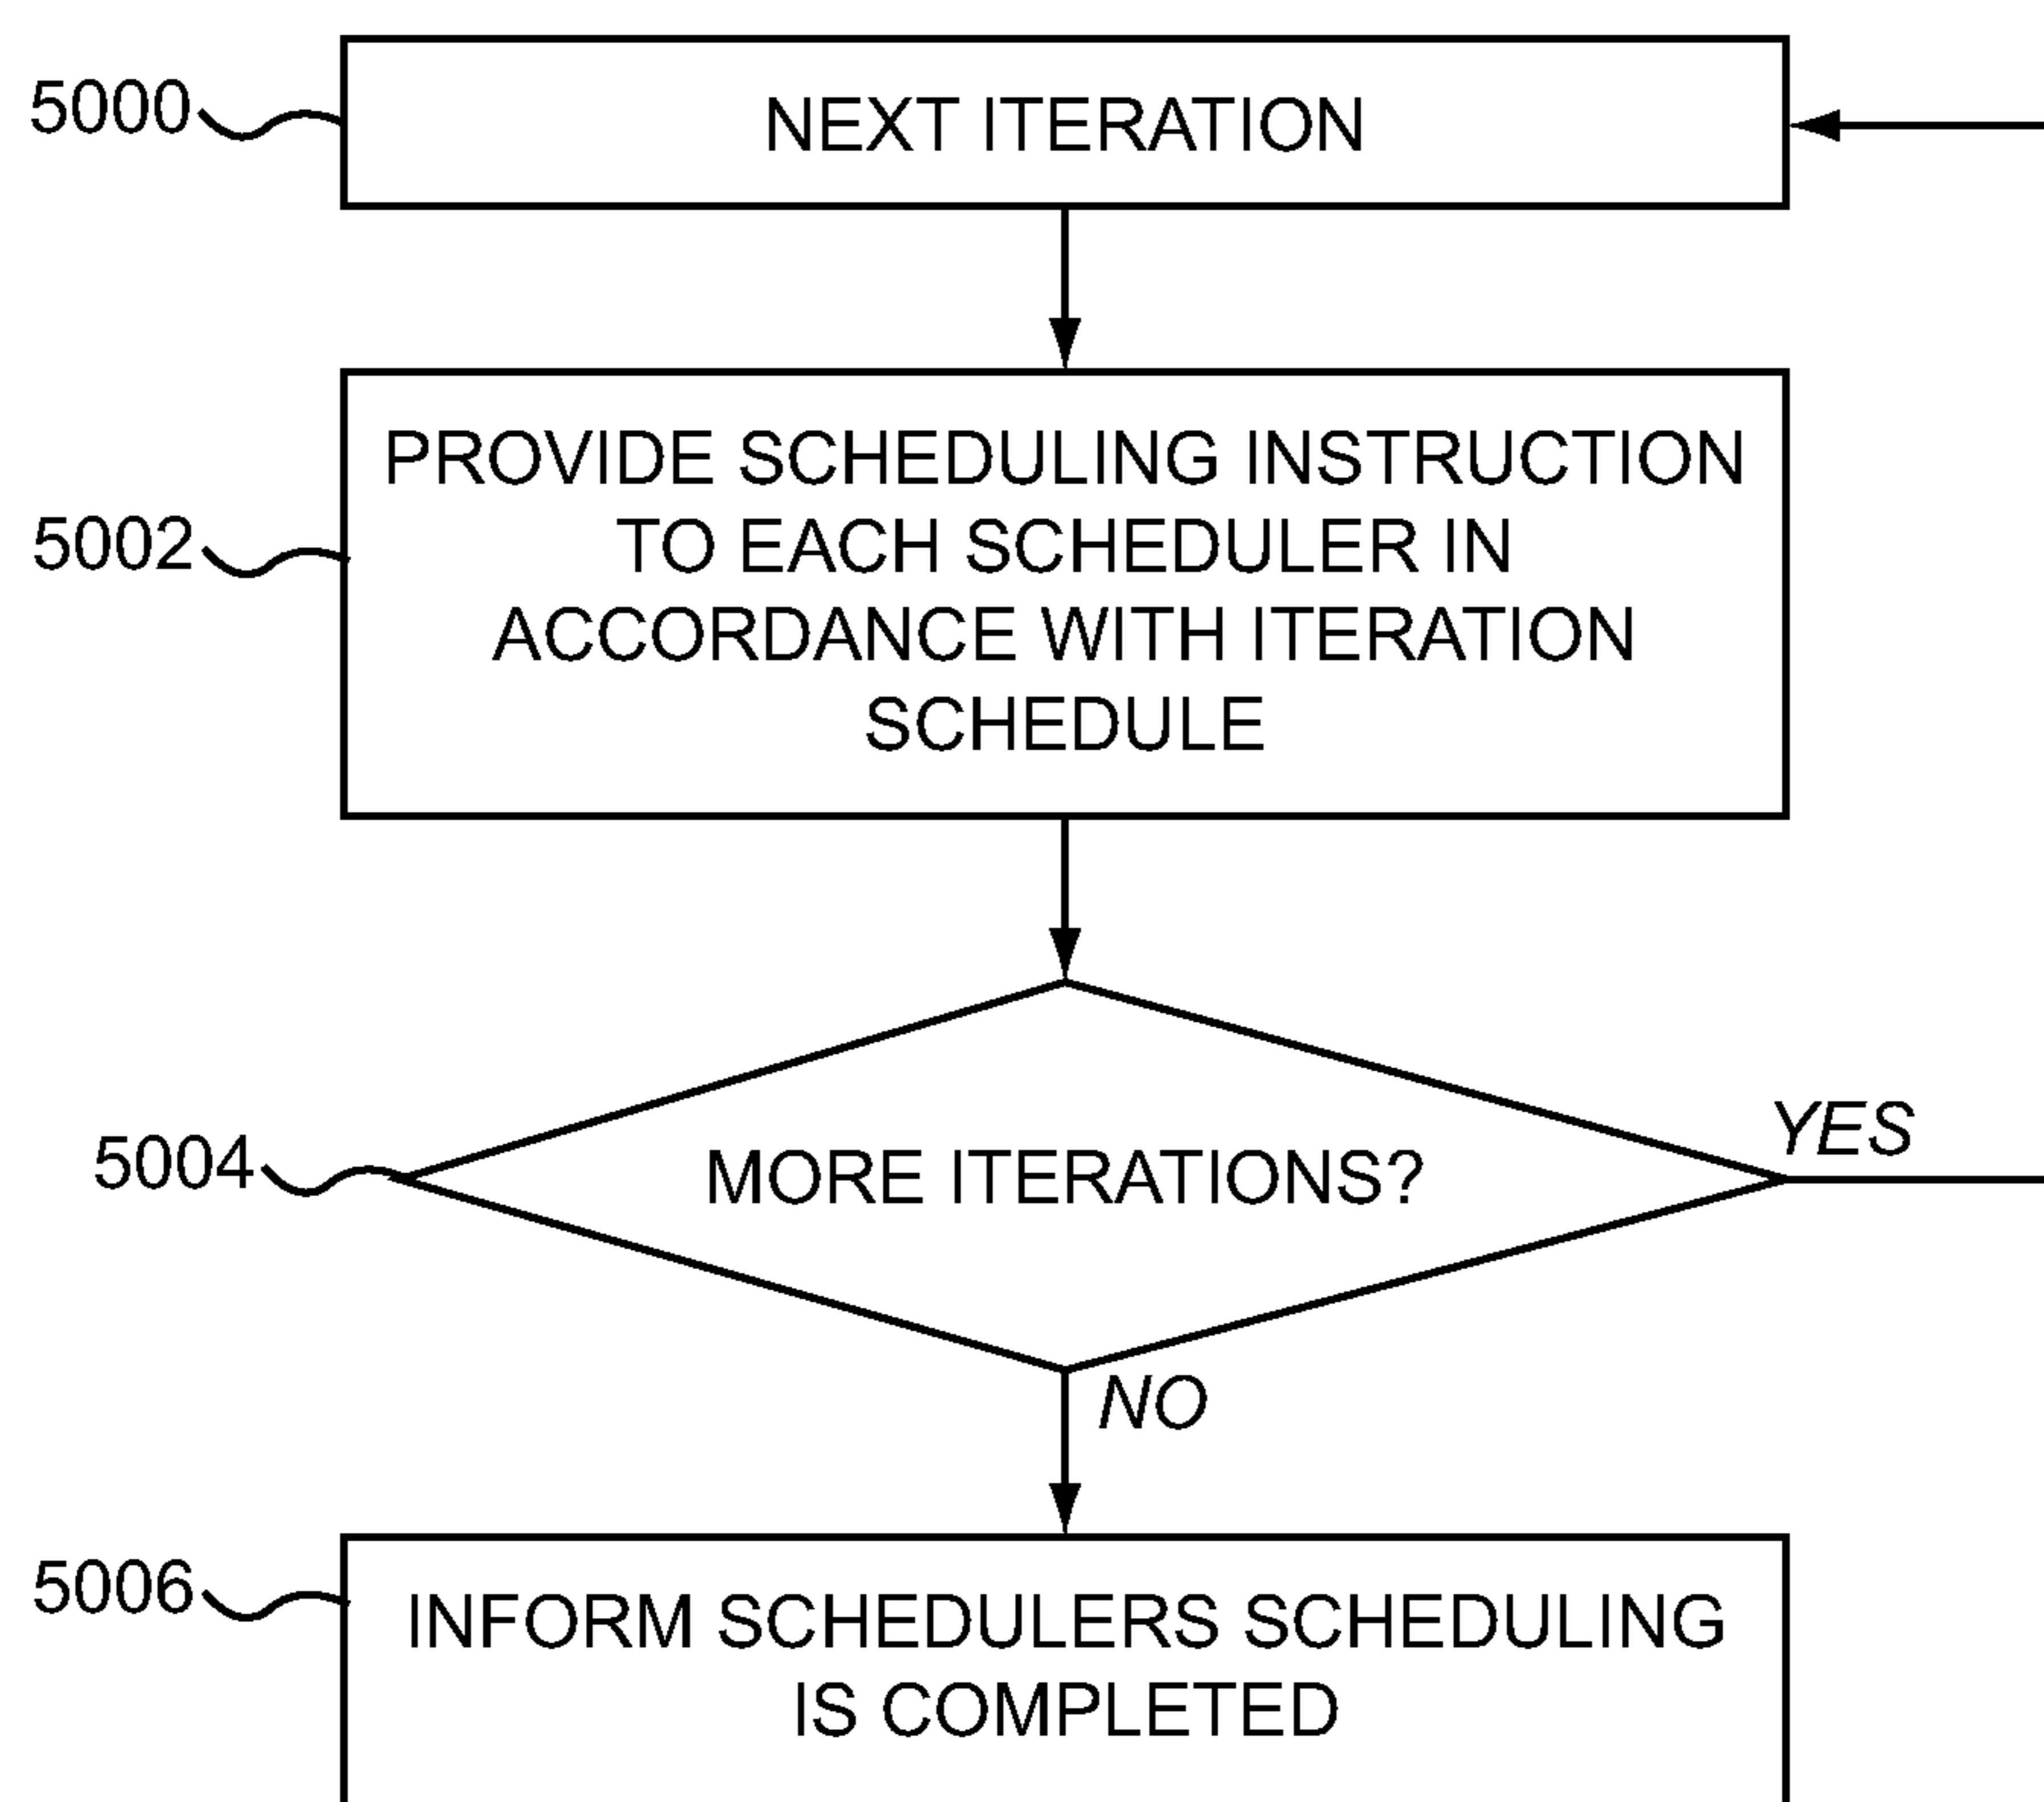 5000
NEXT ITERATION
PROVIDE SCHEDULING INSTRUCTION
5002
TO EACH SCHEDULER IN
ACCORDANCE WITH ITERATION
SCHEDULE
5004
MORE ITERATIONS?
YES
NO
5006
INFORM SCHEDULERS SCHEDULING
IS COMPLETED